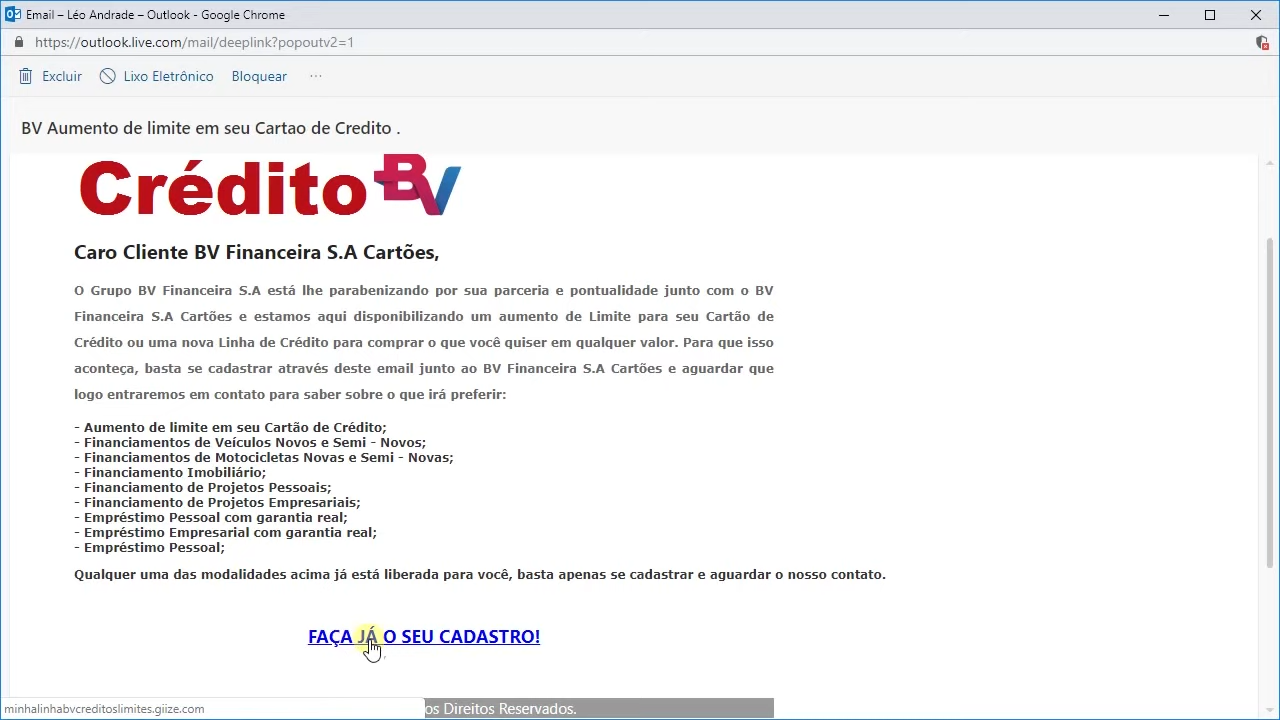 Email – Léo Andrade – Outlook - Google Chrome
https://outlook.live.com/mail/deeplink?popoutv2=1
Excluir Lixo Eletrônico Bloquear ...
BV Aumento de limite em seu Cartao de Credito .
Crédito BV
Caro Cliente BV Financeira S.A Cartões,
O Grupo BV Financeira S.A está lhe parabenizando por sua parceria e pontualidade junto com o BV
Financeira S.A Cartões e estamos aqui disponibilizando um aumento de Limite para seu Cartão de
Crédito ou uma nova Linha de Crédito para comprar o que você quiser em qualquer valor. Para que isso
aconteça, basta se cadastrar através deste email junto ao BV Financeira S.A Cartões e aguardar que
logo entraremos em contato para saber sobre o que irá preferir:
- Aumento de limite em seu Cartão de Crédito;
- Financiamentos de Veículos Novos e Semi - Novos;
- Financiamentos de Motocicletas Novas e Semi - Novas;
- Financiamento Imobiliário;
- Financiamento de Projetos Pessoais;
- Financiamento de Projetos Empresariais;
- Empréstimo Pessoal com garantia real;
- Empréstimo Empresarial com garantia real;
- Empréstimo Pessoal;
Qualquer uma das modalidades acima já está liberada para você, basta apenas se cadastrar e aguardar o nosso contato.
FAÇA JÁ O SEU CADASTRO!
minhalinhabvcreditoslimites.giize.com
os Direitos Reservados.